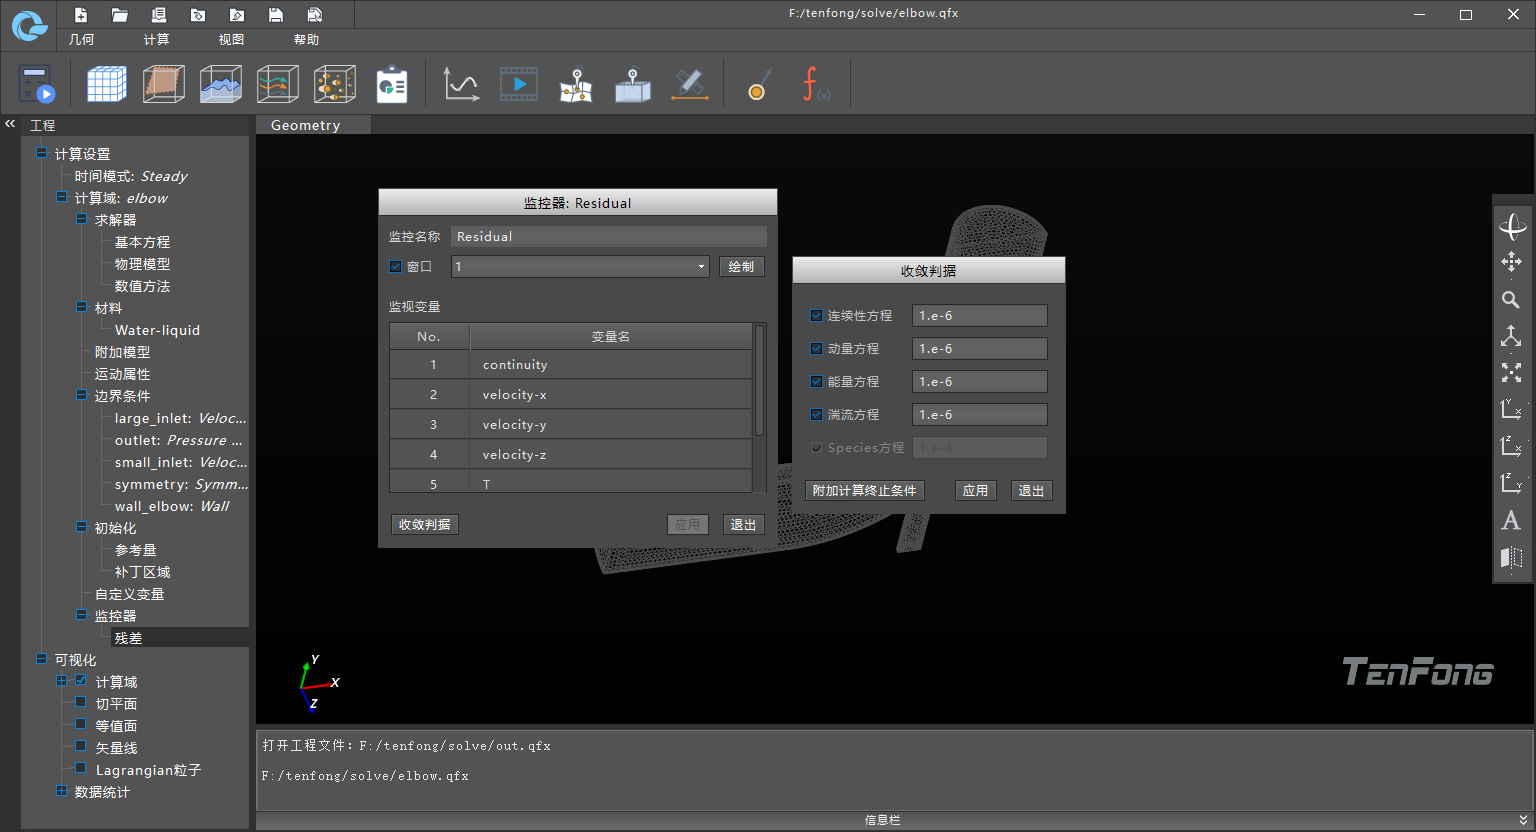 F:/tenfong/solve/elbow.qfx
几何 计算 视图 帮助
f(a)
工程
Geometry
计算设置
时间模式: Steady
计算域: elbow
求解器
基本方程
物理模型
数值方法
材料
Water-liquid
附加模型
运动属性
边界条件
large_inlet: Veloc...
outlet: Pressure ...
small_inlet: Veloc...
symmetry: Symm...
wall_elbow: Wall
初始化
参考量
补丁区域
自定义变量
监控器
残差
可视化
计算域
切平面
等值面
矢量线
Lagrangian粒子
数据统计
监控器: Residual
监控名称 Residual
窗口 1 绘制
监视变量
No. 变量名
1 continuity
2 velocity-x
3 velocity-y
4 velocity-z
5 T
收敛判据 应用 退出
收敛判据
连续性方程 1.e-6
动量方程 1.e-6
能量方程 1.e-6
湍流方程 1.e-6
Species方程 1.e-4
附加计算终止条件 应用 退出
Y
X
Z
Y X
Z X
Z Y
A
TENFONG
打开工程文件: F:/tenfong/solve/out.qfx
F:/tenfong/solve/elbow.qfx
信息栏